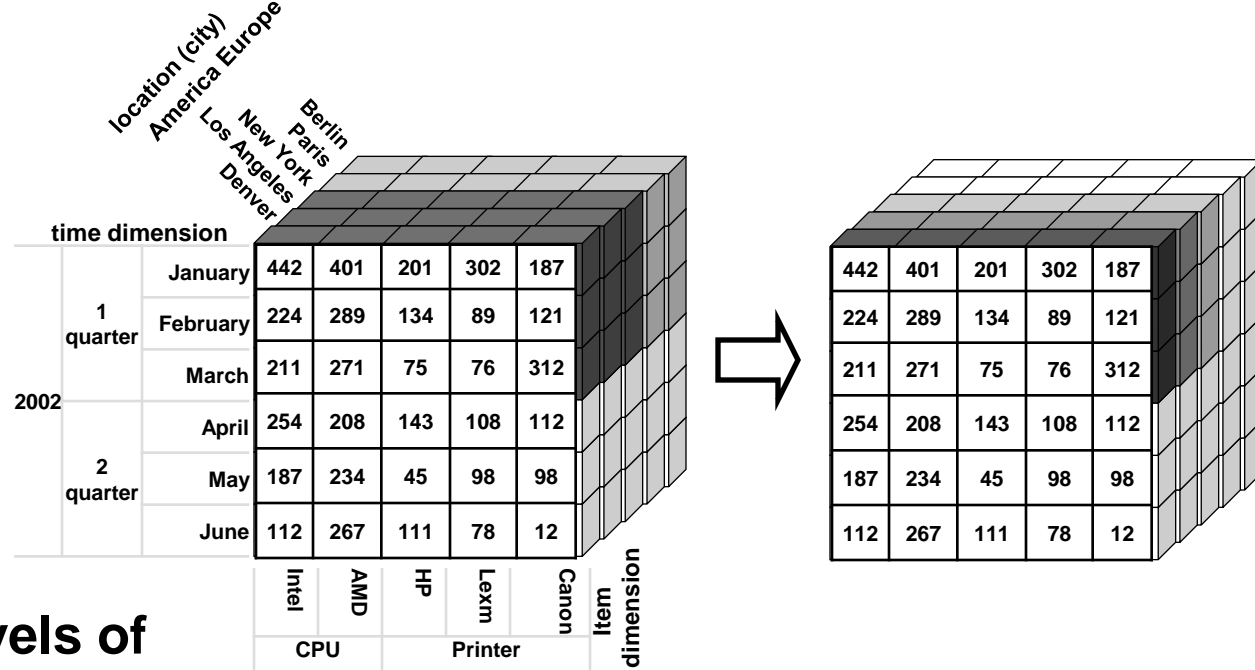 location (city)
America Europe
Berlin
Paris
New York
Los Angeles
Denver
time dimension
2002
1
quarter
2
quarter
January 442 401 201 302 187
February 224 289 134 89 121
March 211 271 75 76 312
April 254 208 143 108 112
May 187 234 45 98 98
June 112 267 111 78 12
Intel AMD HP Lexm Canon
CPU Printer
Item
dimension
442 401 201 302 187
224 289 134 89 121
211 271 75 76 312
254 208 143 108 112
187 234 45 98 98
112 267 111 78 12
vels of